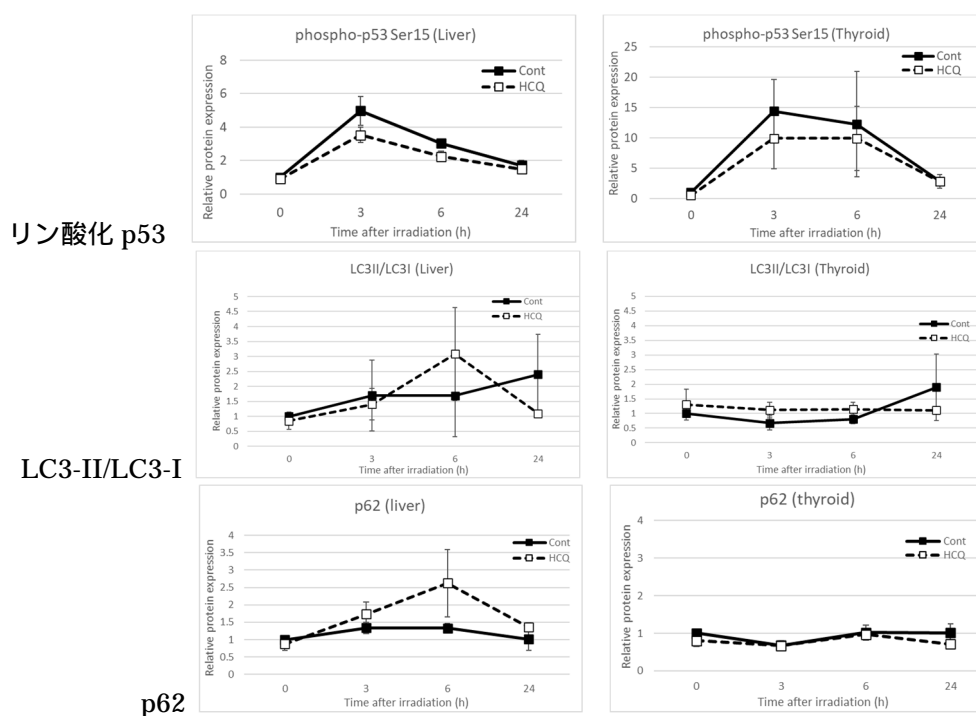 phospho-p53 Ser15 (Liver)
Relative protein expression
8
6
4
2
0
Cont
HCQ
0 3 6 24
Time after irradiation (h)
phospho-p53 Ser15 (Thyroid)
Relative protein expression
25
20
15
10
5
0
Cont
HCQ
0 3 6 24
Time after irradiation (h)
リン酸化 p53
LC3II/LC3I (Liver)
Relative protein expression
5
4.5
4
3.5
3
2.5
2
1.5
1
0.5
0
Cont
HCQ
0 3 6 24
Time after irradiation (h)
LC3II/LC3I (Thyroid)
Relative protein expression
5
4.5
4
3.5
3
2.5
2
1.5
1
0.5
0
Cont
HCQ
0 3 6 24
Time after irradiation (h)
LC3-II/LC3-I
p62 (liver)
Relative protein expression
4
3.5
3
2.5
2
1.5
1
0.5
0
Cont
HCQ
0 3 6 24
Time after irradiation (h)
p62 (thyroid)
Relative protein expression
4
3
2
1
0
Cont
HCQ
0 3 6 24
Time after irradiation (h)
p62